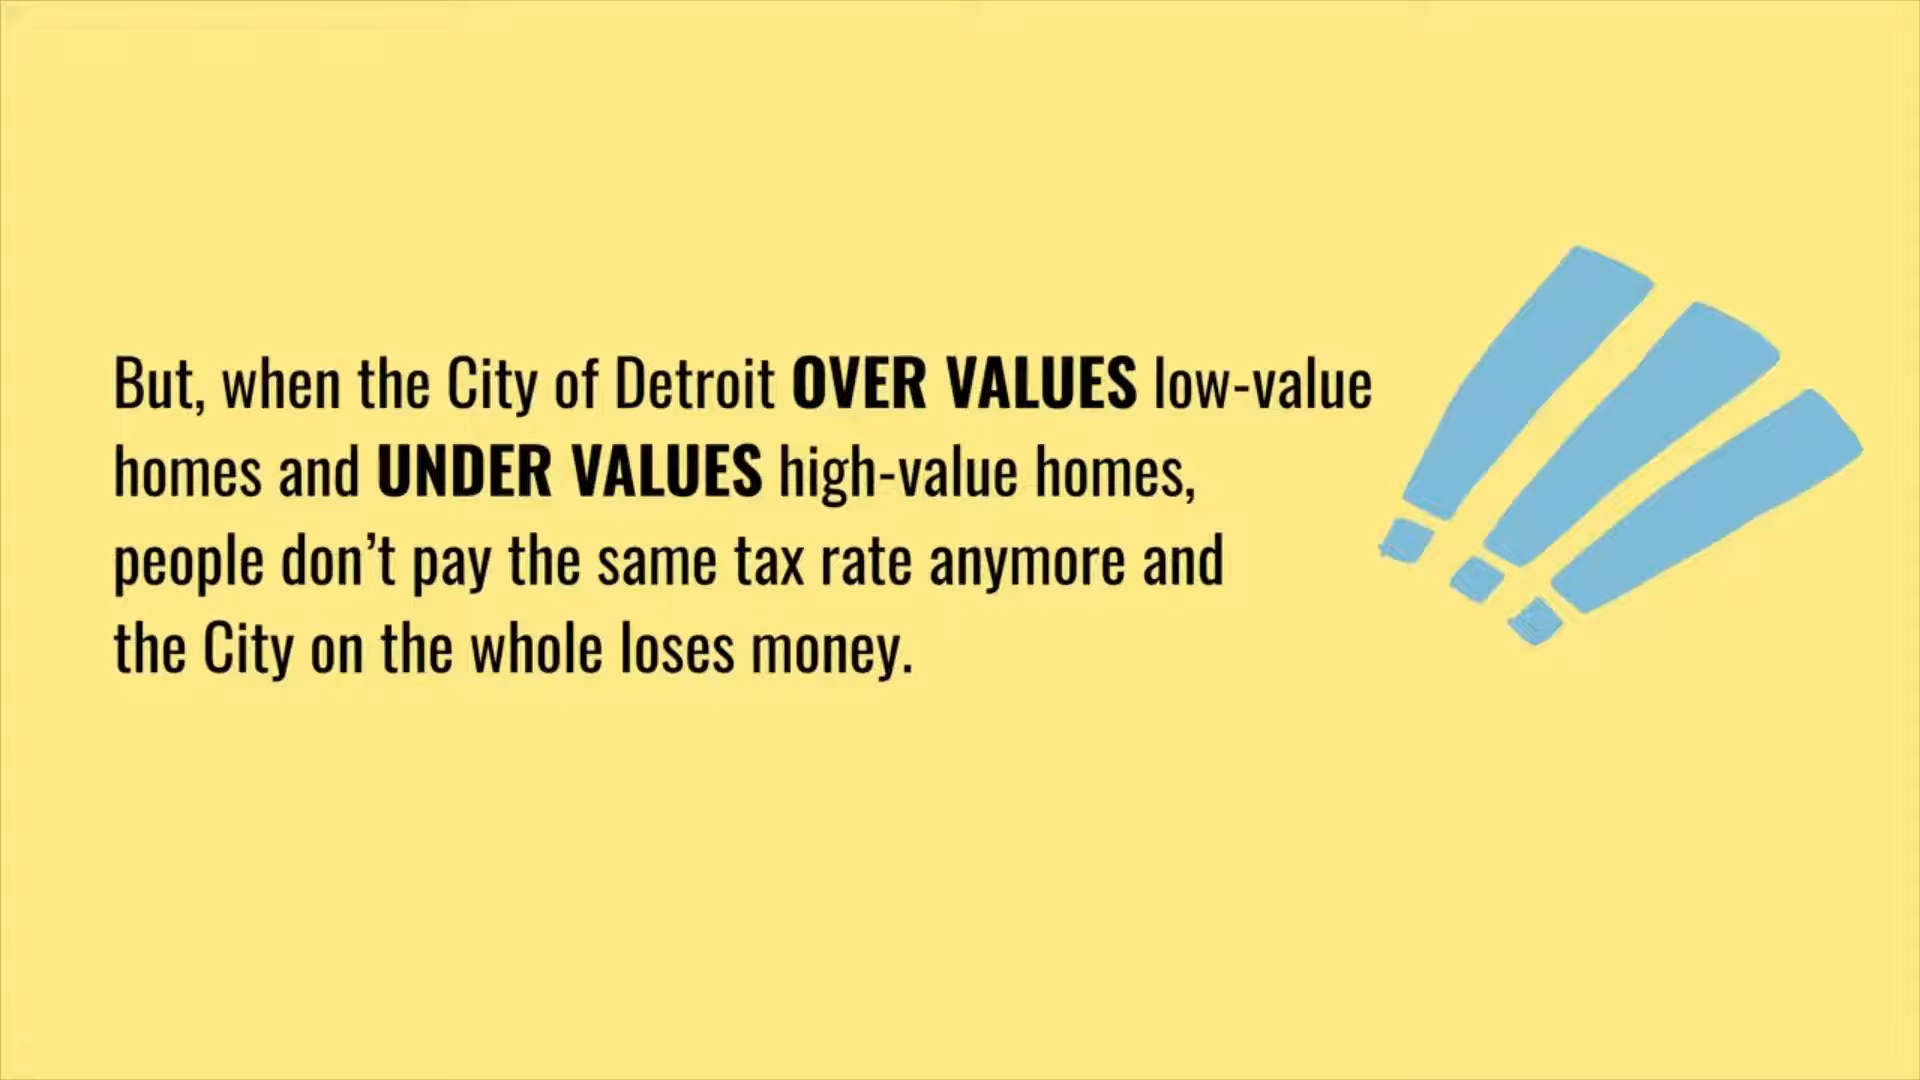 But, when the City of Detroit OVER VALUES low-value
homes and UNDER VALUES high-value homes,
people don’t pay the same tax rate anymore and
the City on the whole loses money.